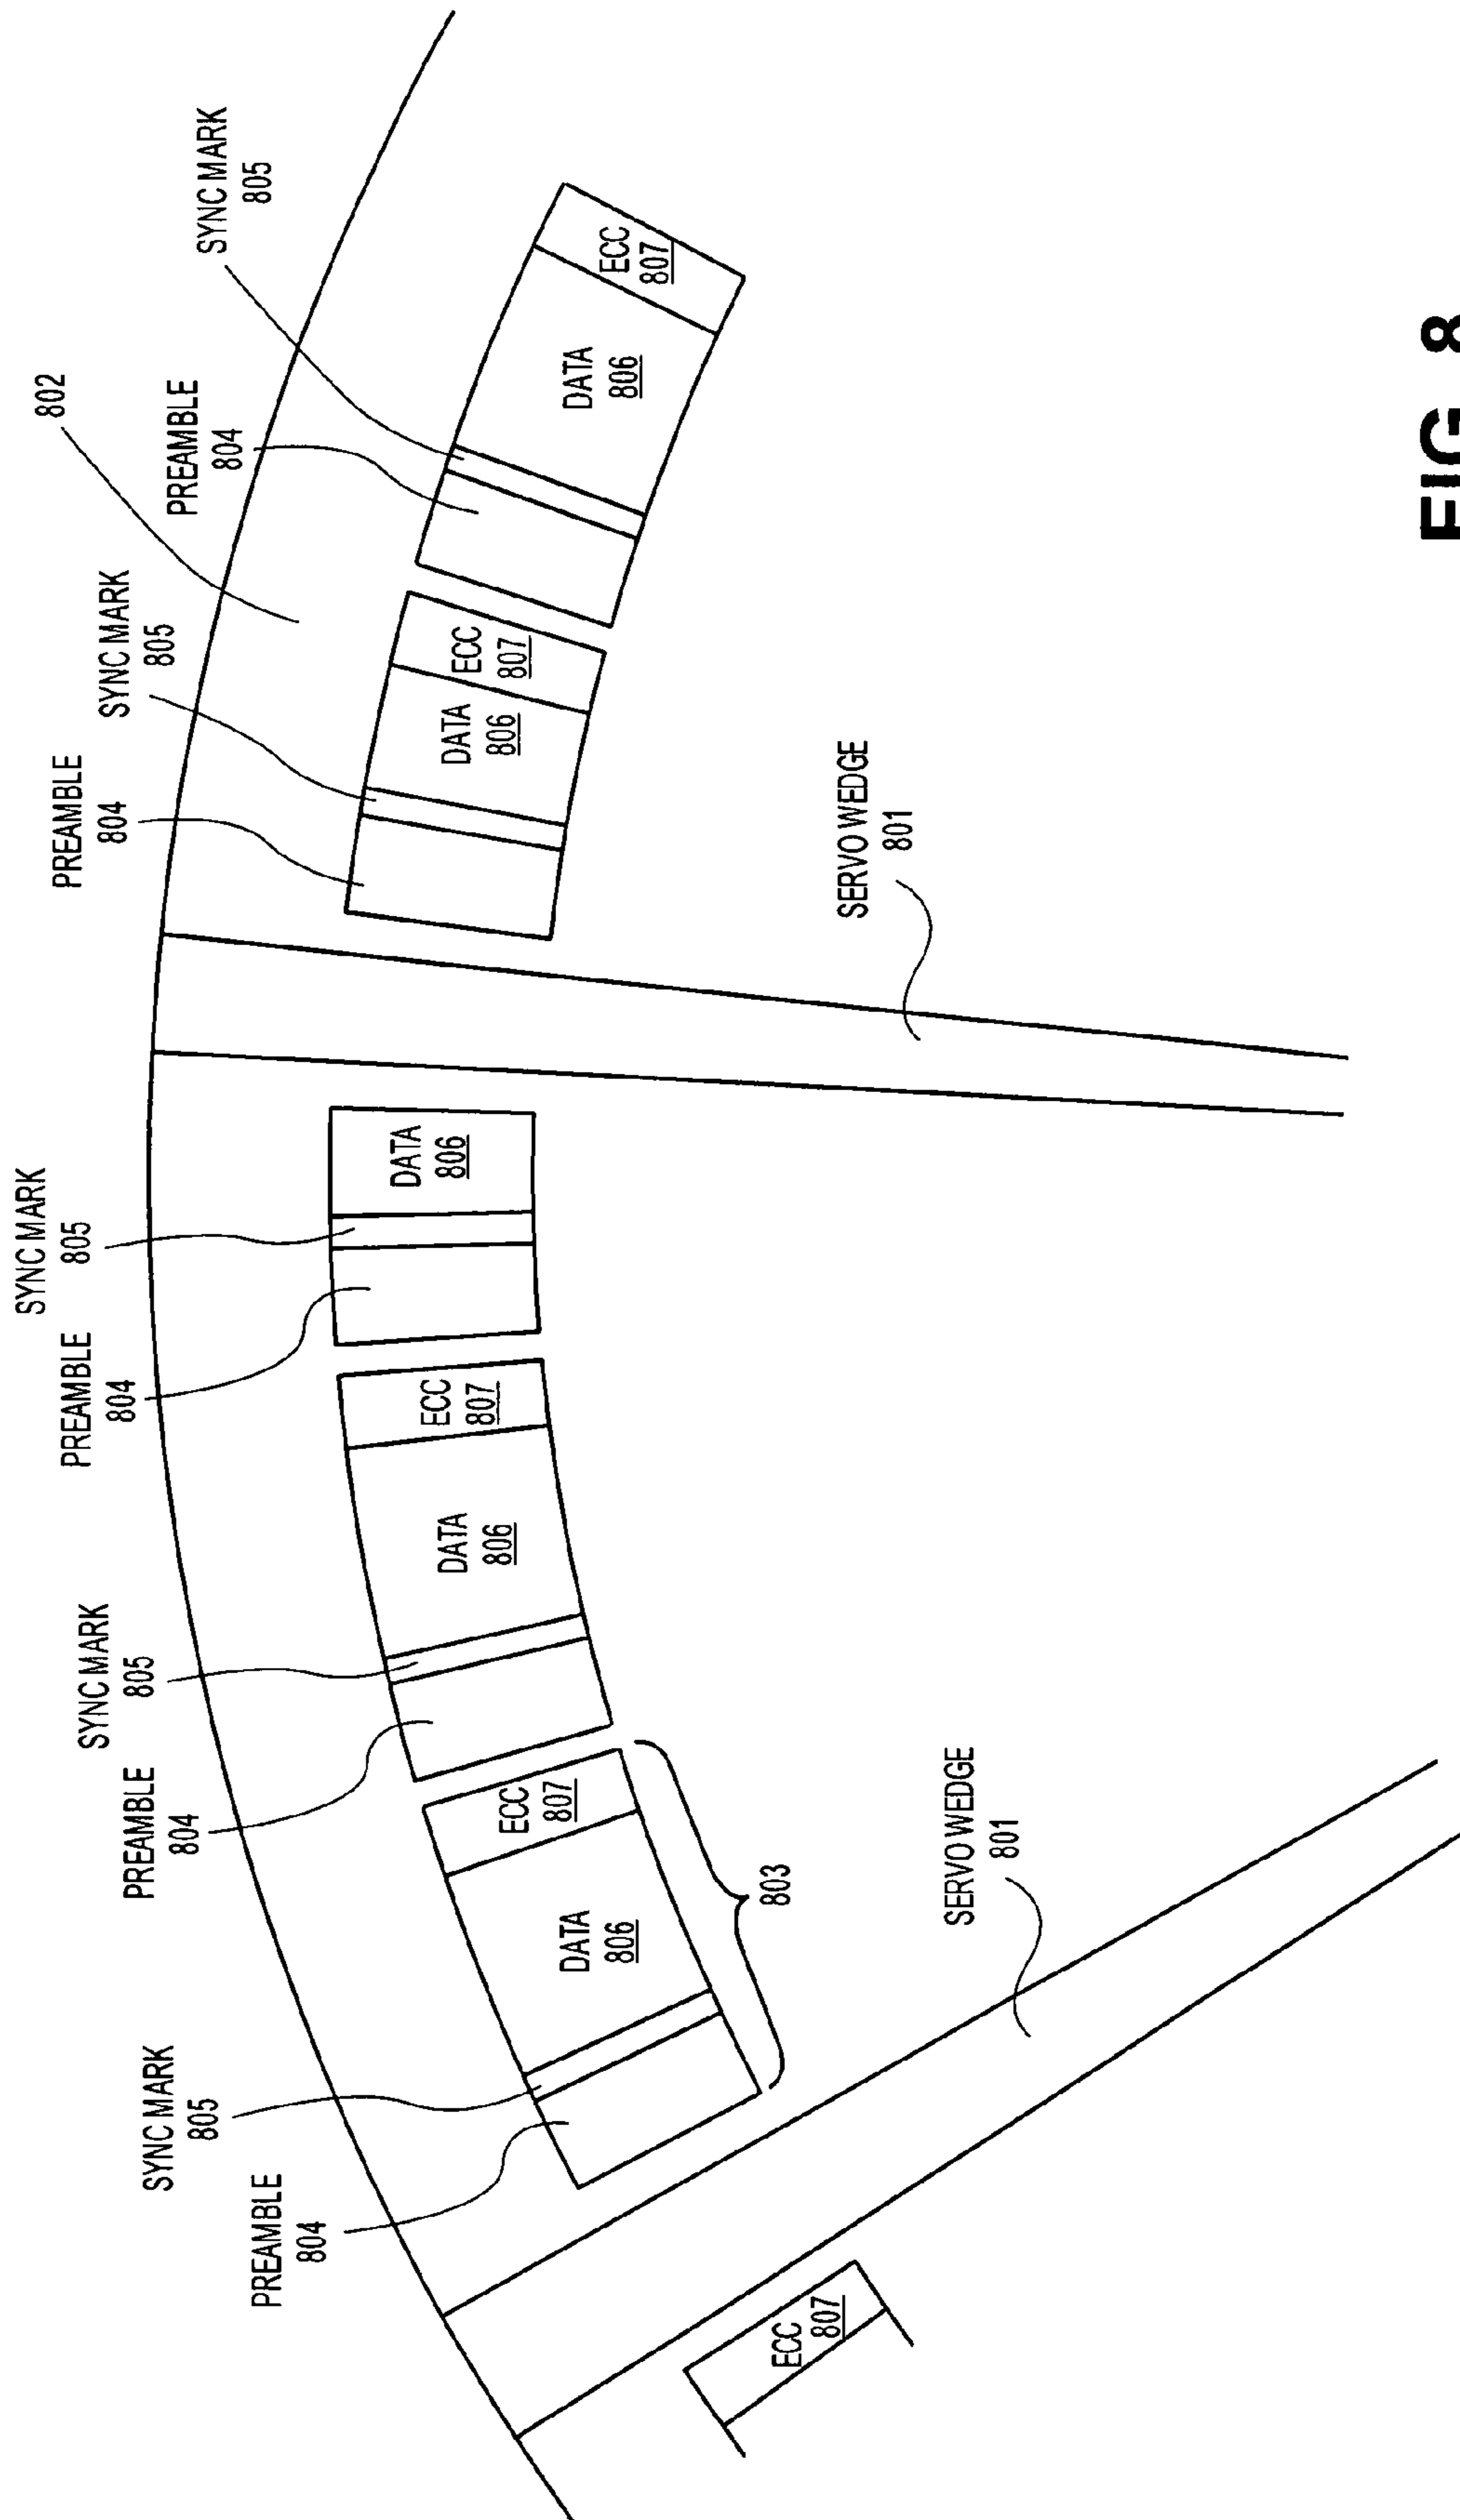 SYNC MARK
805
802
PREAMBLE
804
PREAMBLE
804
SYNC MARK
805
SYNC MARK
805
PREAMBLE
804
SYNC MARK
805
PREAMBLE
804
SYNC MARK
805
PREAMBLE
804
DATA
806
ECC
807
DATA
806
DATA
806
ECC
807
ECC
807
DATA
806
DATA
806
ECC
807
803
ECC
807
SERVO WEDGE
801
SERVO WEDGE
801
FIG 8